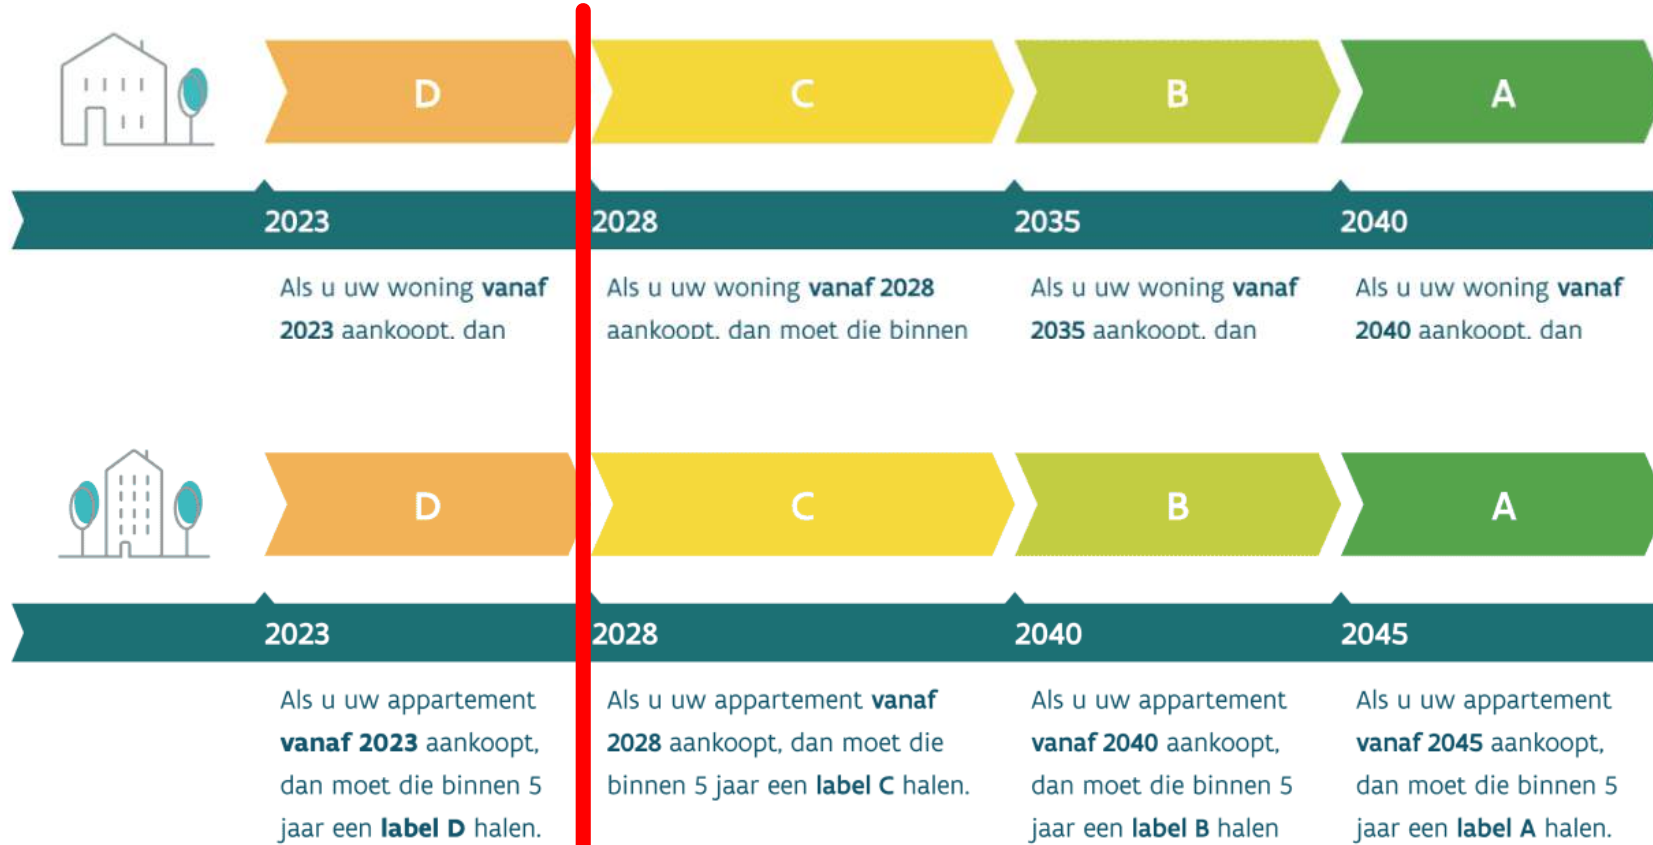 D C B A
2023 2028 2035 2040
Als u uw woning vanaf
2023 aankoopt, dan
Als u uw woning vanaf 2028
aankoopt, dan moet die binnen
Als u uw woning vanaf
2035 aankoopt, dan
Als u uw woning vanaf
2040 aankoopt, dan
D C B A
2023 2028 2040 2045
Als u uw appartement
vanaf 2023 aankoopt,
dan moet die binnen 5
jaar een label D halen.
Als u uw appartement vanaf
2028 aankoopt, dan moet die
binnen 5 jaar een label C halen.
Als u uw appartement
vanaf 2040 aankoopt,
dan moet die binnen 5
jaar een label B halen
Als u uw appartement
vanaf 2045 aankoopt,
dan moet die binnen 5
jaar een label A halen.